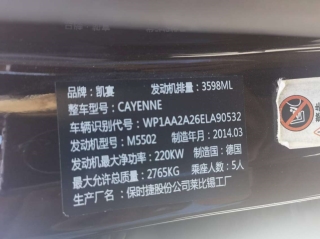 品牌：凯宴 发动机排量：3598ML
整车型号：CAYENNE
车辆识别代号：WP1AA2A26ELA90532
发动机型号：M5502 制造年月：2014.03
发动机最大净功率：220KW 制造国：德国
最大允许总质量：2765KG 乘座人数：5人
生产厂名：保时捷股份公司莱比锡工厂